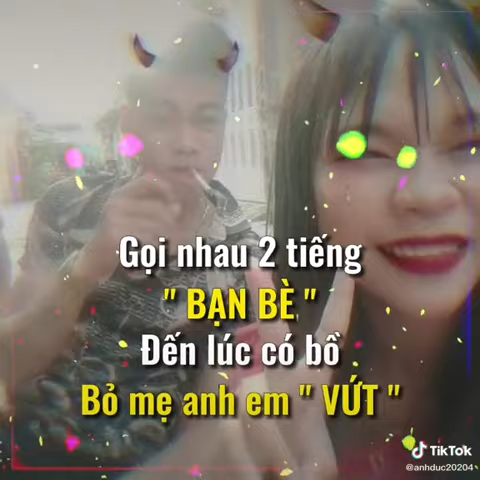 Gọi nhau 2 tiếng
" BẠN BÈ "
Đến lúc có bồ
Bỏ mẹ anh em " VỨT "
TikTok
@anhduc20204